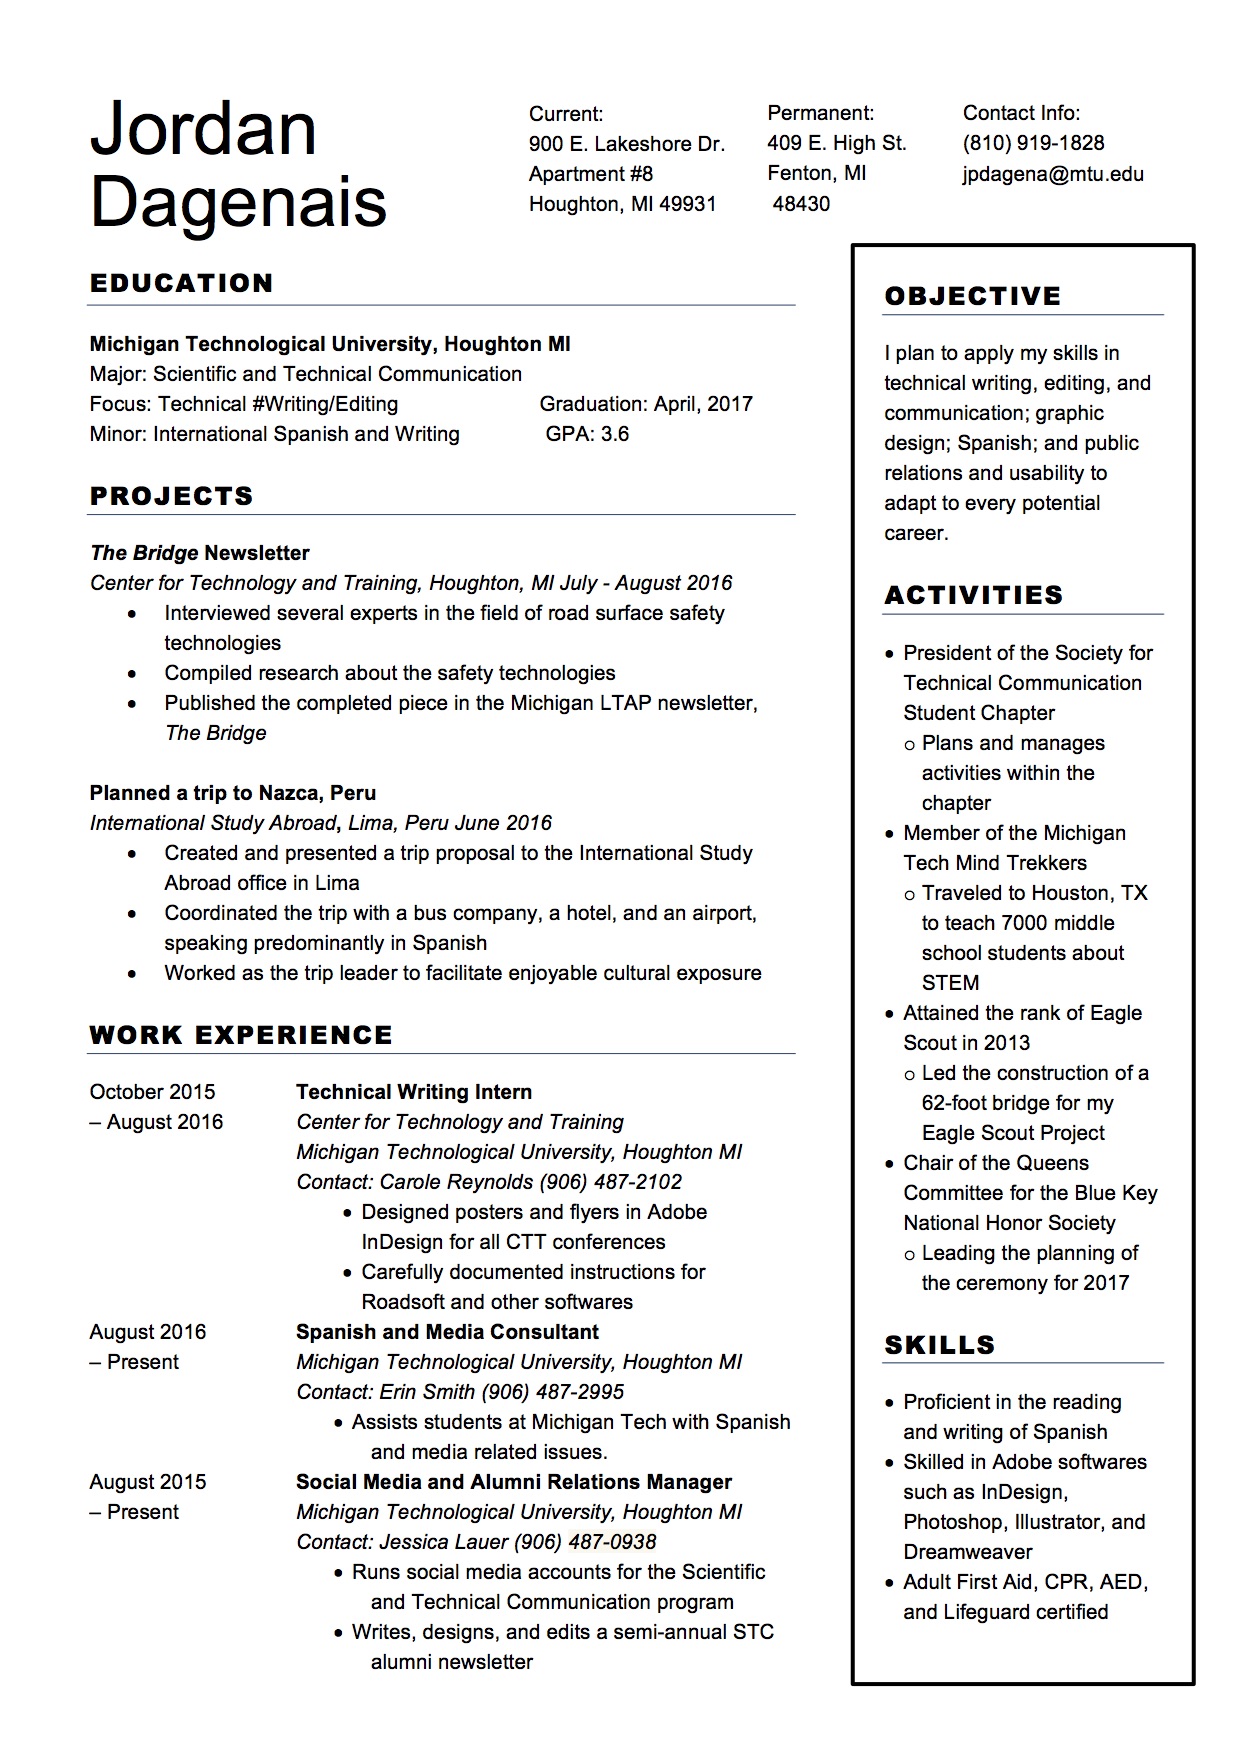 Jordan
Dagenais
Current:
900 E. Lakeshore Dr.
Apartment #8
Houghton, MI 49931
Permanent:
409 E. High St.
Fenton, MI
48430
Contact Info:
(810) 919-1828
jpdagena@mtu.edu
EDUCATION
Michigan Technological University, Houghton MI
Major: Scientific and Technical Communication
Focus: Technical #Writing/Editing Graduation: April, 2017
Minor: International Spanish and Writing GPA: 3.6
PROJECTS
The Bridge Newsletter
Center for Technology and Training, Houghton, MI July - August 2016
• Interviewed several experts in the field of road surface safety
technologies
• Compiled research about the safety technologies
• Published the completed piece in the Michigan LTAP newsletter,
The Bridge
Planned a trip to Nazca, Peru
International Study Abroad, Lima, Peru June 2016
• Created and presented a trip proposal to the International Study
Abroad office in Lima
• Coordinated the trip with a bus company, a hotel, and an airport,
speaking predominantly in Spanish
• Worked as the trip leader to facilitate enjoyable cultural exposure
WORK EXPERIENCE
October 2015 Technical Writing Intern
– August 2016 Center for Technology and Training
Michigan Technological University, Houghton MI
Contact: Carole Reynolds (906) 487-2102
• Designed posters and flyers in Adobe
InDesign for all CTT conferences
• Carefully documented instructions for
Roadsoft and other softwares
August 2016 Spanish and Media Consultant
– Present Michigan Technological University, Houghton MI
Contact: Erin Smith (906) 487-2995
• Assists students at Michigan Tech with Spanish
and media related issues.
August 2015 Social Media and Alumni Relations Manager
– Present Michigan Technological University, Houghton MI
Contact: Jessica Lauer (906) 487-0938
• Runs social media accounts for the Scientific
and Technical Communication program
• Writes, designs, and edits a semi-annual STC
alumni newsletter
OBJECTIVE
I plan to apply my skills in
technical writing, editing, and
communication; graphic
design; Spanish; and public
relations and usability to
adapt to every potential
career.
ACTIVITIES
• President of the Society for
Technical Communication
Student Chapter
o Plans and manages
activities within the
chapter
• Member of the Michigan
Tech Mind Trekkers
o Traveled to Houston, TX
to teach 7000 middle
school students about
STEM
• Attained the rank of Eagle
Scout in 2013
o Led the construction of a
62-foot bridge for my
Eagle Scout Project
• Chair of the Queens
Committee for the Blue Key
National Honor Society
o Leading the planning of
the ceremony for 2017
SKILLS
• Proficient in the reading
and writing of Spanish
• Skilled in Adobe softwares
such as InDesign,
Photoshop, Illustrator, and
Dreamweaver
• Adult First Aid, CPR, AED,
and Lifeguard certified